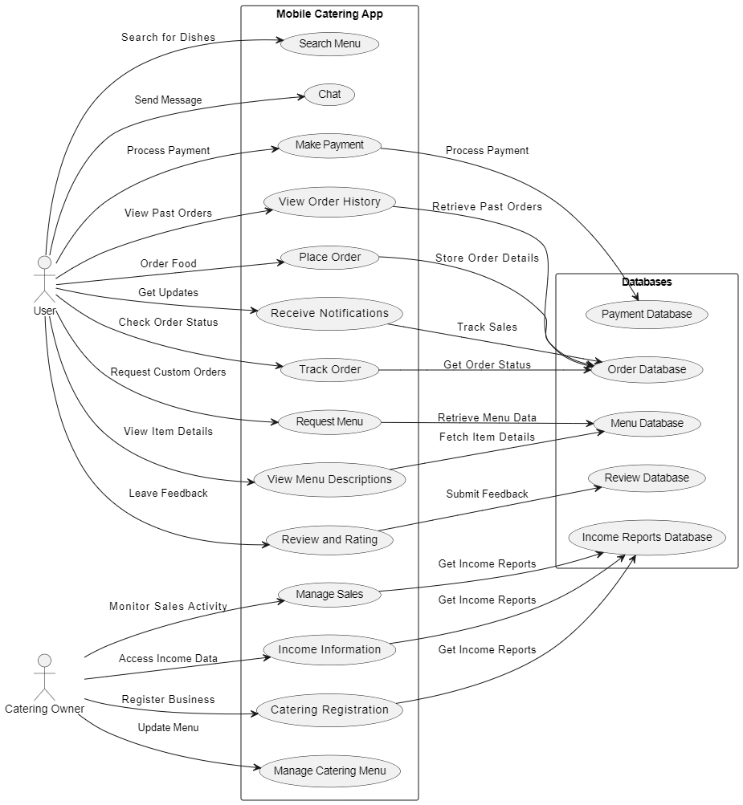 Mobile Catering App
Search for Dishes
Search Menu
Send Message
Chat
Process Payment
Make Payment
Process Payment
View Past Orders
View Order History
Retrieve Past Orders
Order Food
Place Order
Store Order Details
User
Get Updates
Receive Notifications
Track Sales
Databases
Payment Database
Check Order Status
Track Order
Get Order Status
Order Database
Request Custom Orders
Request Menu
Retrieve Menu Data
Menu Database
View Item Details
View Menu Descriptions
Fetch Item Details
Review Database
Leave Feedback
Review and Rating
Submit Feedback
Income Reports Database
Monitor Sales Activity
Manage Sales
Get Income Reports
Access Income Data
Income Information
Get Income Reports
Catering Owner
Register Business
Catering Registration
Get Income Reports
Update Menu
Manage Catering Menu